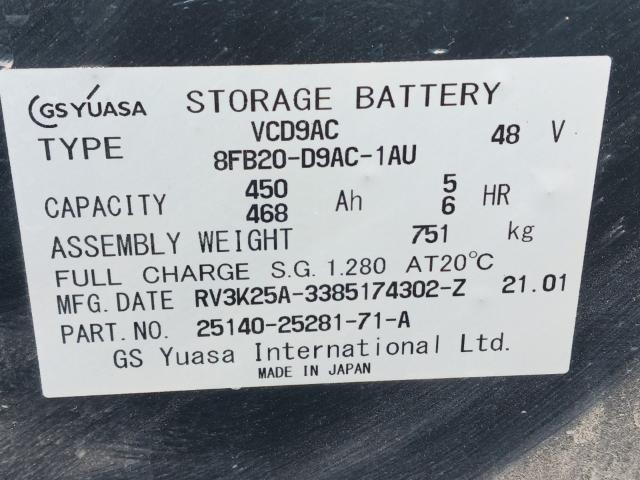 GS YUASA STORAGE BATTERY
TYPE VCD9AC 48 V
8FB20-D9AC-1AU
CAPACITY 450 Ah 5 HR
468 6
ASSEMBLY WEIGHT 751 kg
FULL CHARGE S.G. 1.280 AT20℃
MFG. DATE RV3K25A-3385174302-Z 21.01
PART. NO. 25140-25281-71-A
GS Yuasa International Ltd.
MADE IN JAPAN